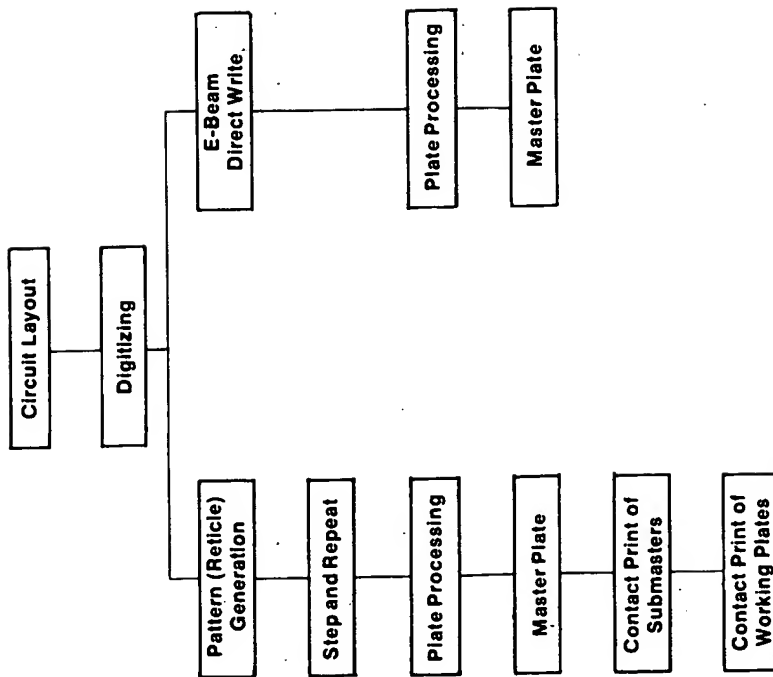 Circuit Layout
Digitizing
Pattern (Reticle)
Generation
Step and Repeat
Plate Processing
Master Plate
Contact Print of
Submasters
Contact Print of
Working Plates
E-Beam
Direct Write
Plate Processing
Master Plate